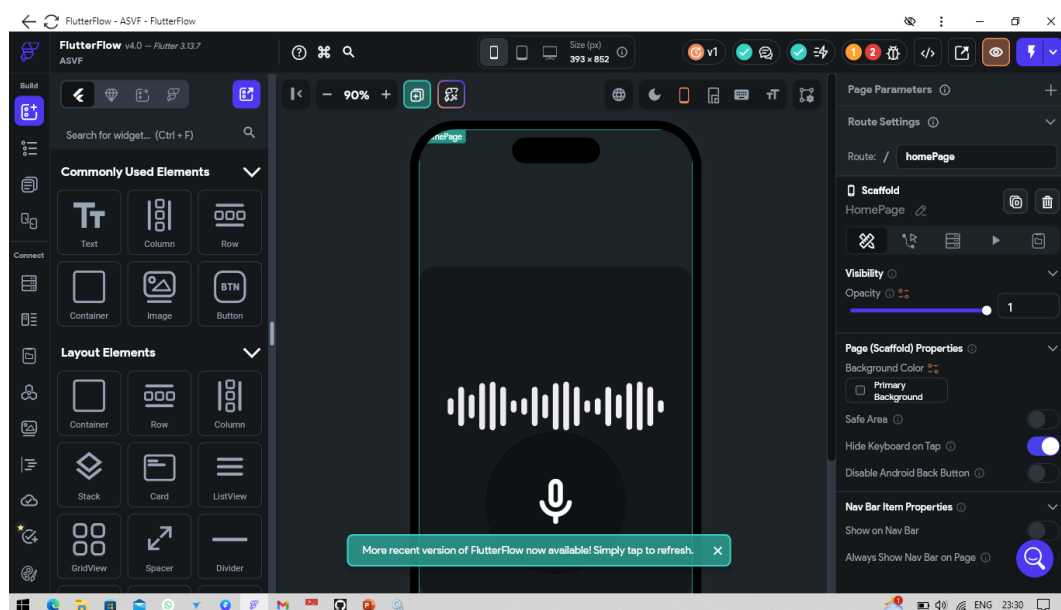 FlutterFlow - ASVF - FlutterFlow
FlutterFlow v4.0 — Flutter 3.13.7
ASVF
Size (px)
393 × 852
v1
1 2
Build
90%
Page Parameters
Search for widget... (Ctrl + F)
Route Settings
Route: / homePage
Commonly Used Elements
Text
Column
Row
Scaffold
HomePage
Connect
Container
Image
BTN
Button
Visibility
Opacity
1
Layout Elements
Page (Scaffold) Properties
Background Color
Primary
Background
Container
Row
Column
Safe Area
Hide Keyboard on Tap
Disable Android Back Button
Stack
Card
ListView
Nav Bar Item Properties
Show on Nav Bar
Always Show Nav Bar on Page
More recent version of FlutterFlow now available! Simply tap to refresh.
GridView
Spacer
Divider
ENG 23:30